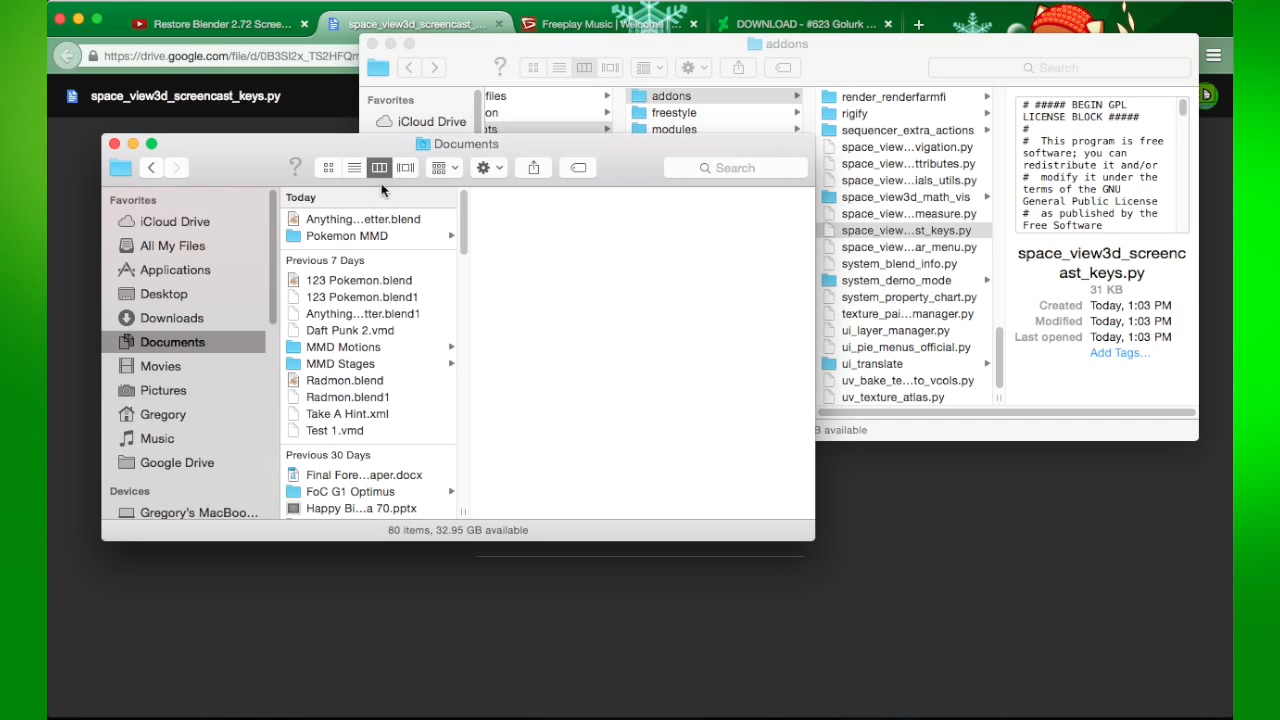 Restore Blender 2.72 Scree...
space_view3d_screencast_...
Freeplay Music | Welcome |
DOWNLOAD - #623 Golurk ...
https://drive.google.com/file/d/0B3SI2x_TS2HFQm
space_view3d_screencast_keys.py
addons
Search
Favorites
iCloud Drive
files
on
pts
addons
freestyle
modules
render_renderfarmfi
rigify
sequencer_extra_actions
space_view...vigation.py
space_view...ttributes.py
space_view...ials_utils.py
space_view3d_math_vis
space_view...measure.py
space_view...st_keys.py
space_view...ar_menu.py
system_blend_info.py
system_demo_mode
system_property_chart.py
texture_pai...manager.py
ui_layer_manager.py
ui_pie_menus_official.py
ui_translate
uv_bake_te...to_vcols.py
uv_texture_atlas.py
# ##### BEGIN GPL
LICENSE BLOCK #####
#
# This program is free
software; you can
redistribute it and/or
# modify it under the
terms of the GNU
General Public License
# as published by the
Free Software
space_view3d_screenc
ast_keys.py
31 KB
Created Today, 1:03 PM
Modified Today, 1:03 PM
Last opened Today, 1:03 PM
Add Tags...
B available
Documents
Search
Favorites
iCloud Drive
All My Files
Applications
Desktop
Downloads
Documents
Movies
Pictures
Gregory
Music
Google Drive
Devices
Gregory's MacBoo...
Today
Anything...etter.blend
Pokemon MMD
Previous 7 Days
123 Pokemon.blend
123 Pokemon.blend1
Anything...tter.blend1
Daft Punk 2.vmd
MMD Motions
MMD Stages
Radmon.blend
Radmon.blend1
Take A Hint.xml
Test 1.vmd
Previous 30 Days
Final Fore...aper.docx
FoC G1 Optimus
Happy Bi...a 70.pptx
80 items, 32.95 GB available